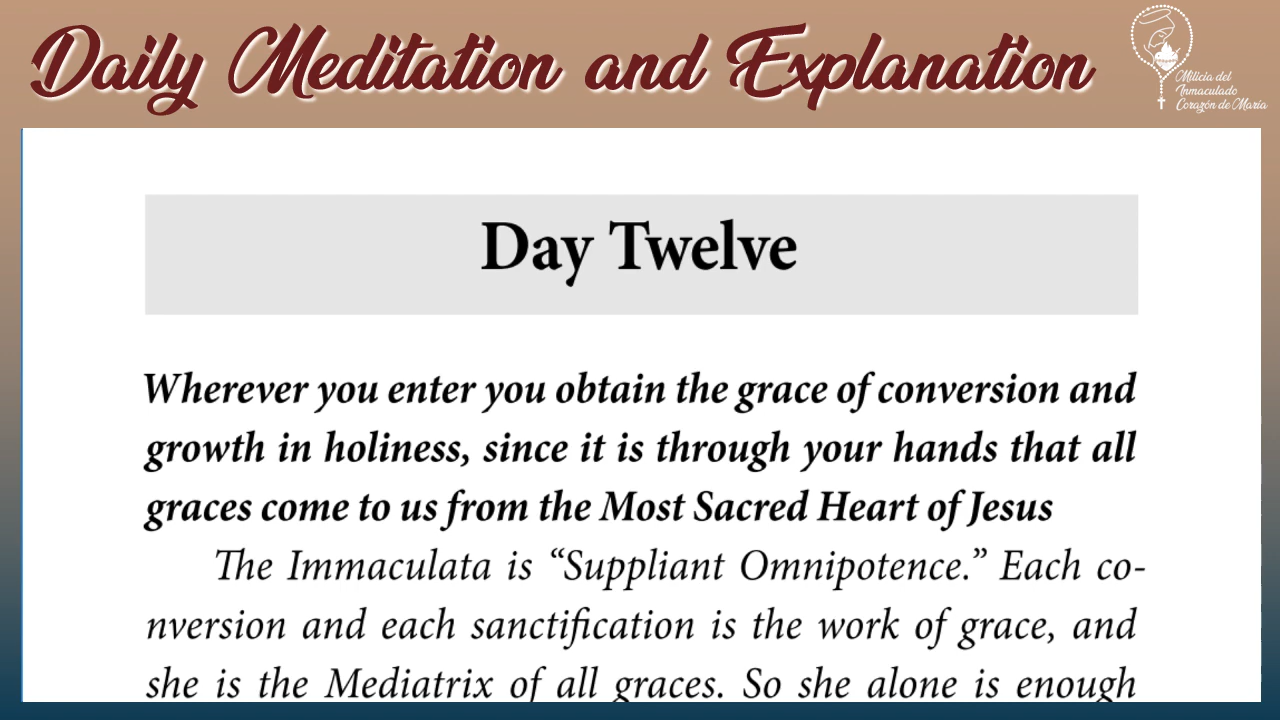 Daily Meditation and Explanation
Milicia del
Inmaculado
Corazón de María
Day Twelve
Wherever you enter you obtain the grace of conversion and
growth in holiness, since it is through your hands that all
graces come to us from the Most Sacred Heart of Jesus
The Immaculata is “Suppliant Omnipotence.” Each co-
nversion and each sanctification is the work of grace, and
she is the Mediatrix of all graces. So she alone is enough